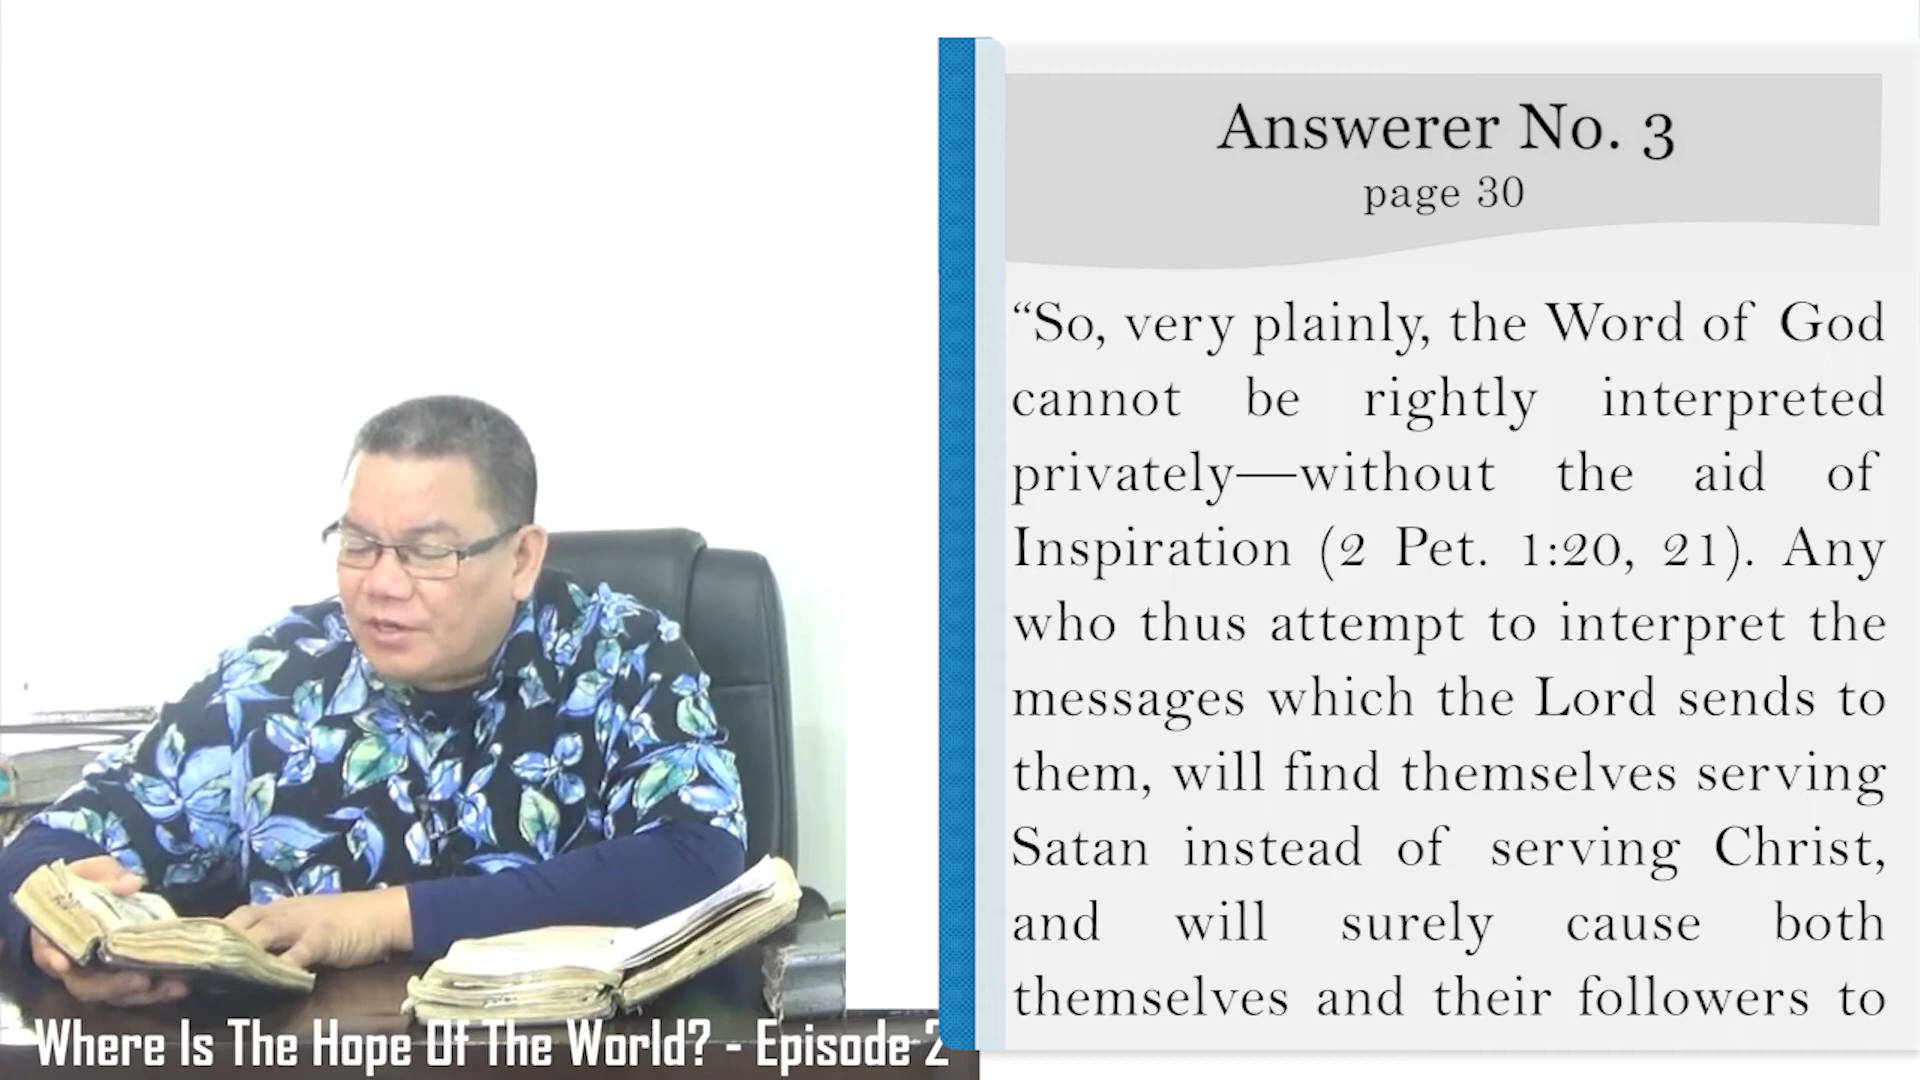 Answerer No. 3
page 30
“So, very plainly, the Word of God
cannot be rightly interpreted
privately—without the aid of
Inspiration (2 Pet. 1:20, 21). Any
who thus attempt to interpret the
messages which the Lord sends to
them, will find themselves serving
Satan instead of serving Christ,
and will surely cause both
themselves and their followers to
Where Is The Hope Of The World? - Episode 2